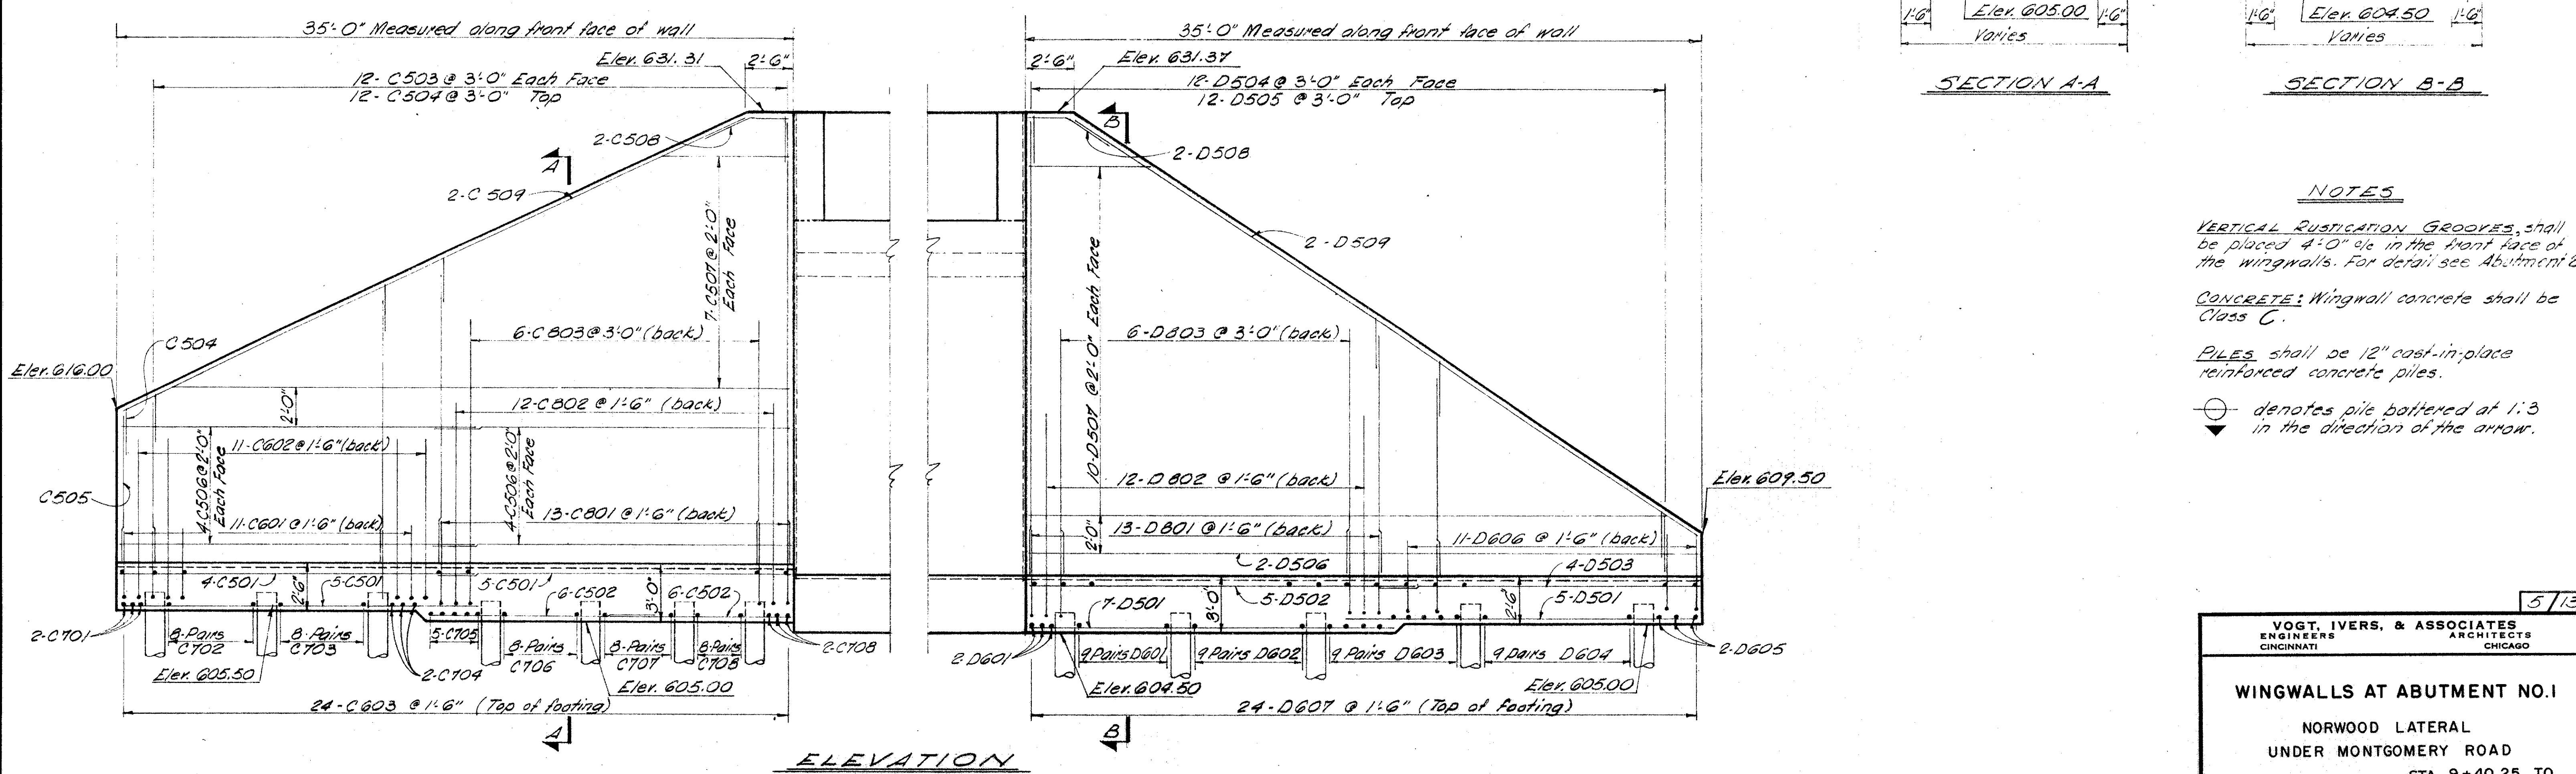 35'-0" Measured along front face of wall
Elev. 631.31
2'-6"
12- C503 @ 3'-0" Each Face
12- C504 @ 3'-0" Top
2-C508
A
2-C509
7-C507 @ 2'-0"
Each Face
C504
6-C803 @ 3'-0" (back)
Elev. 616.00
2'-0"
12-C802 @ 1'-6" (back)
11-C602 @ 1'-6" (back)
4-C506 @ 2'-0"
Each Face
4-C506 @ 2'-0"
Each Face
C505
11-C601 @ 1'-6" (back)
13-C801 @ 1'-6" (back)
4-C501
2'-6"
5-C501
5-C501
6-C502
3'-0"
6-C502
2-C701
8-Pairs
C702
8-Pairs
C703
5-C705
8-Pairs
C706
8-Pairs
C707
8-Pairs
C708
2-C708
2-C704
Elev. 605.50
Elev. 605.00
24-C603 @ 1'-6" (Top of footing)
A
35'-0" Measured along front face of wall
2'-6"
Elev. 631.37
12-D504 @ 3'-0" Each Face
12-D505 @ 3'-0" Top
B
2-D508
2-D509
10-D507 @ 2'-0" Each Face
6-D803 @ 3'-0" (back)
12-D802 @ 1'-6" (back)
Elev. 609.50
2'-0"
13-D801 @ 1'-6" (back)
11-D606 @ 1'-6" (back)
2-D506
4-D503
7-D501
3'-0"
5-D502
2'-6"
5-D501
2-D601
9 Pairs D601
9 Pairs D602
9 Pairs D603
9 Pairs D604
2-D605
Elev. 604.50
Elev. 605.00
24-D607 @ 1'-6" (Top of footing)
B
ELEVATION
1'-6"
Elev. 605.00
1'-6"
Varies
SECTION A-A
1'-6"
Elev. 604.50
1'-6"
Varies
SECTION B-B
NOTES
VERTICAL RUSTICATION GROOVES, shall
be placed 4'-0" c/c in the front face of
the wingwalls. For detail see Abutment
CONCRETE: Wingwall concrete shall be
Class C.
PILES shall be 12" cast-in-place
reinforced concrete piles.
denotes pile battered at 1:3
in the direction of the arrow.
5/13
VOGT, IVERS, & ASSOCIATES
ENGINEERS ARCHITECTS
CINCINNATI CHICAGO
WINGWALLS AT ABUTMENT NO.1
NORWOOD LATERAL
UNDER MONTGOMERY ROAD
STA. 9+40.25 TO